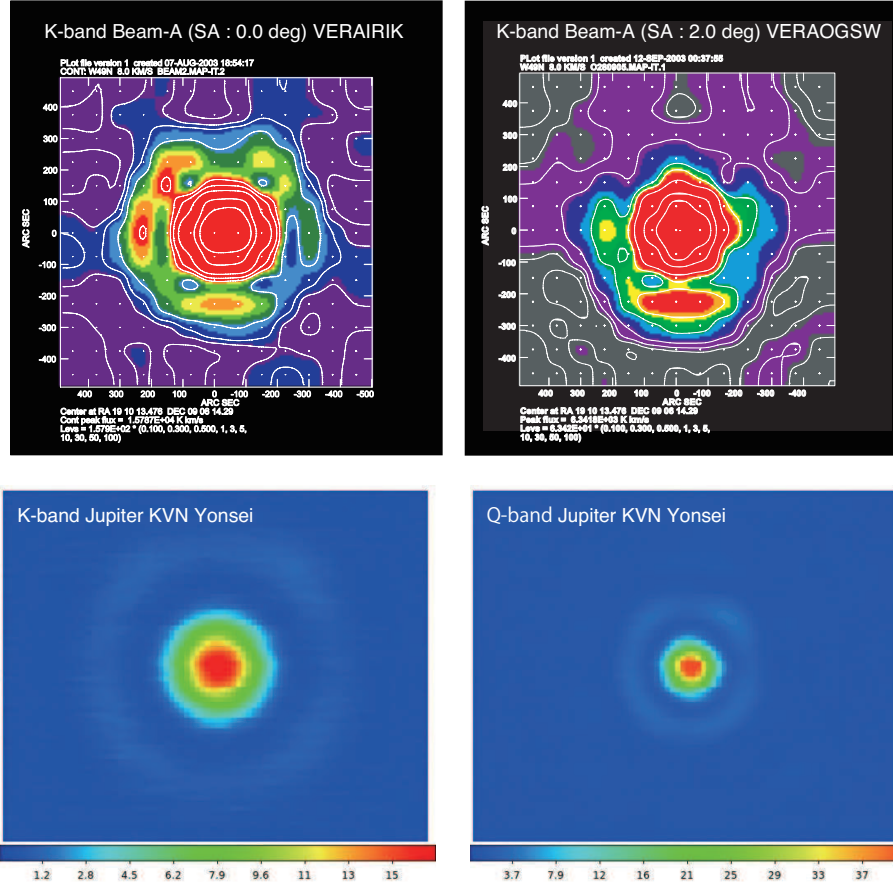 K-band Beam-A (SA : 0.0 deg) VERAIRIK
PLot file version 1 created 07-AUG-2003 18:54:17
CONT: W49N 8.0 KM/S BEAM2.MAP-IT.2
400
300
200
100
0
-100
-200
-300
-400
ARC SEC
400 300 200 100 0 -100 -200 -300 -400 -500
ARC SEC
Center at RA 19 10 13.476 DEC 09 06 14.29
Cont peak flux = 1.5787E+04 K km/s
Levs = 1.579E+02 * (0.100, 0.300, 0.500, 1, 3, 5,
10, 30, 50, 100)
K-band Beam-A (SA : 2.0 deg) VERAOGSW
PLot file version 1 created 12-SEP-2003 00:37:55
W49N 8.0 KM/S O280905.MAP-IT.1
400
300
200
100
0
-100
-200
-300
-400
ARC SEC
400 300 200 100 0 -100 -200 -300 -400
ARC SEC
Center at RA 19 10 13.476 DEC 09 06 14.29
Peak flux = 6.3418E+03 K km/s
Levs = 6.342E+01 * (0.100, 0.300, 0.500, 1, 3, 5,
10, 30, 50, 100)
K-band Jupiter KVN Yonsei
1.2 2.8 4.5 6.2 7.9 9.6 11 13 15
Q-band Jupiter KVN Yonsei
3.7 7.9 12 16 21 25 29 33 37